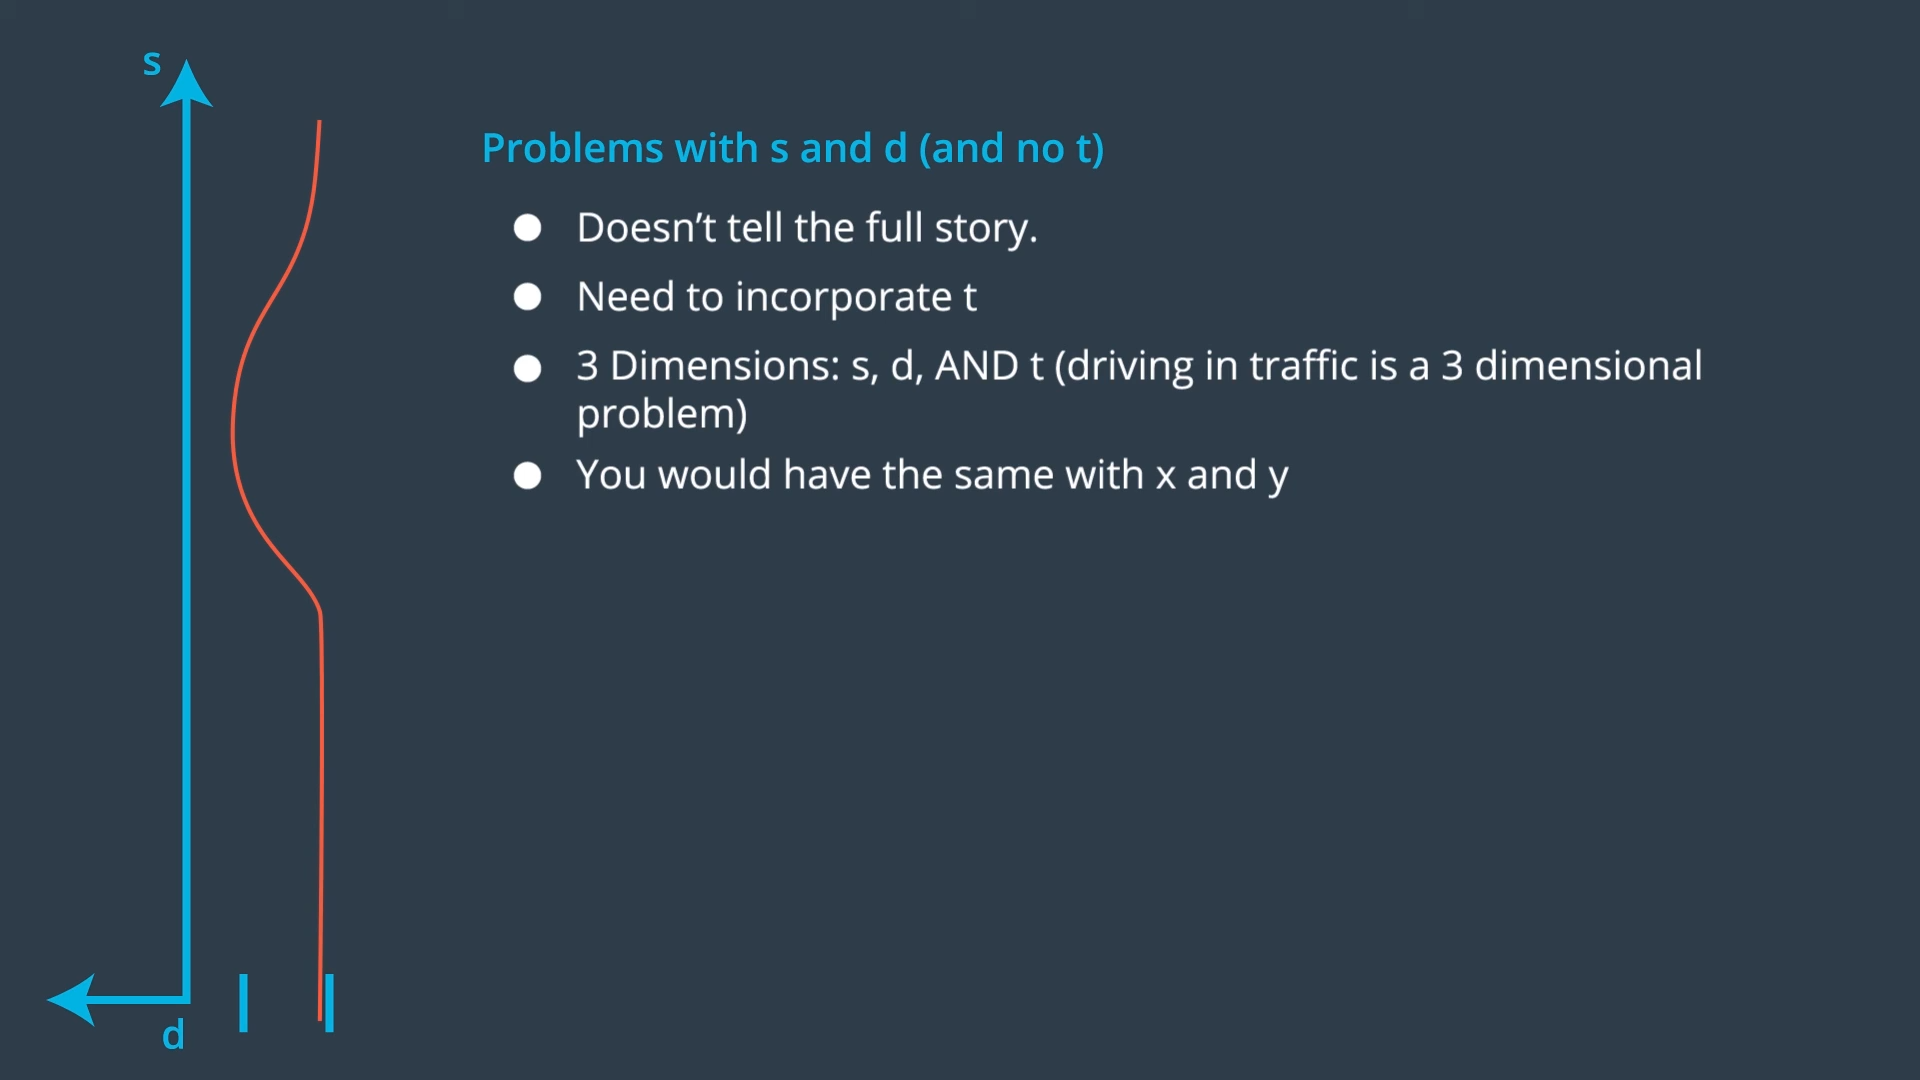 s
Problems with s and d (and no t)
Doesn’t tell the full story.
Need to incorporate t
3 Dimensions: s, d, AND t (driving in traffic is a 3 dimensional
problem)
You would have the same with x and y
d